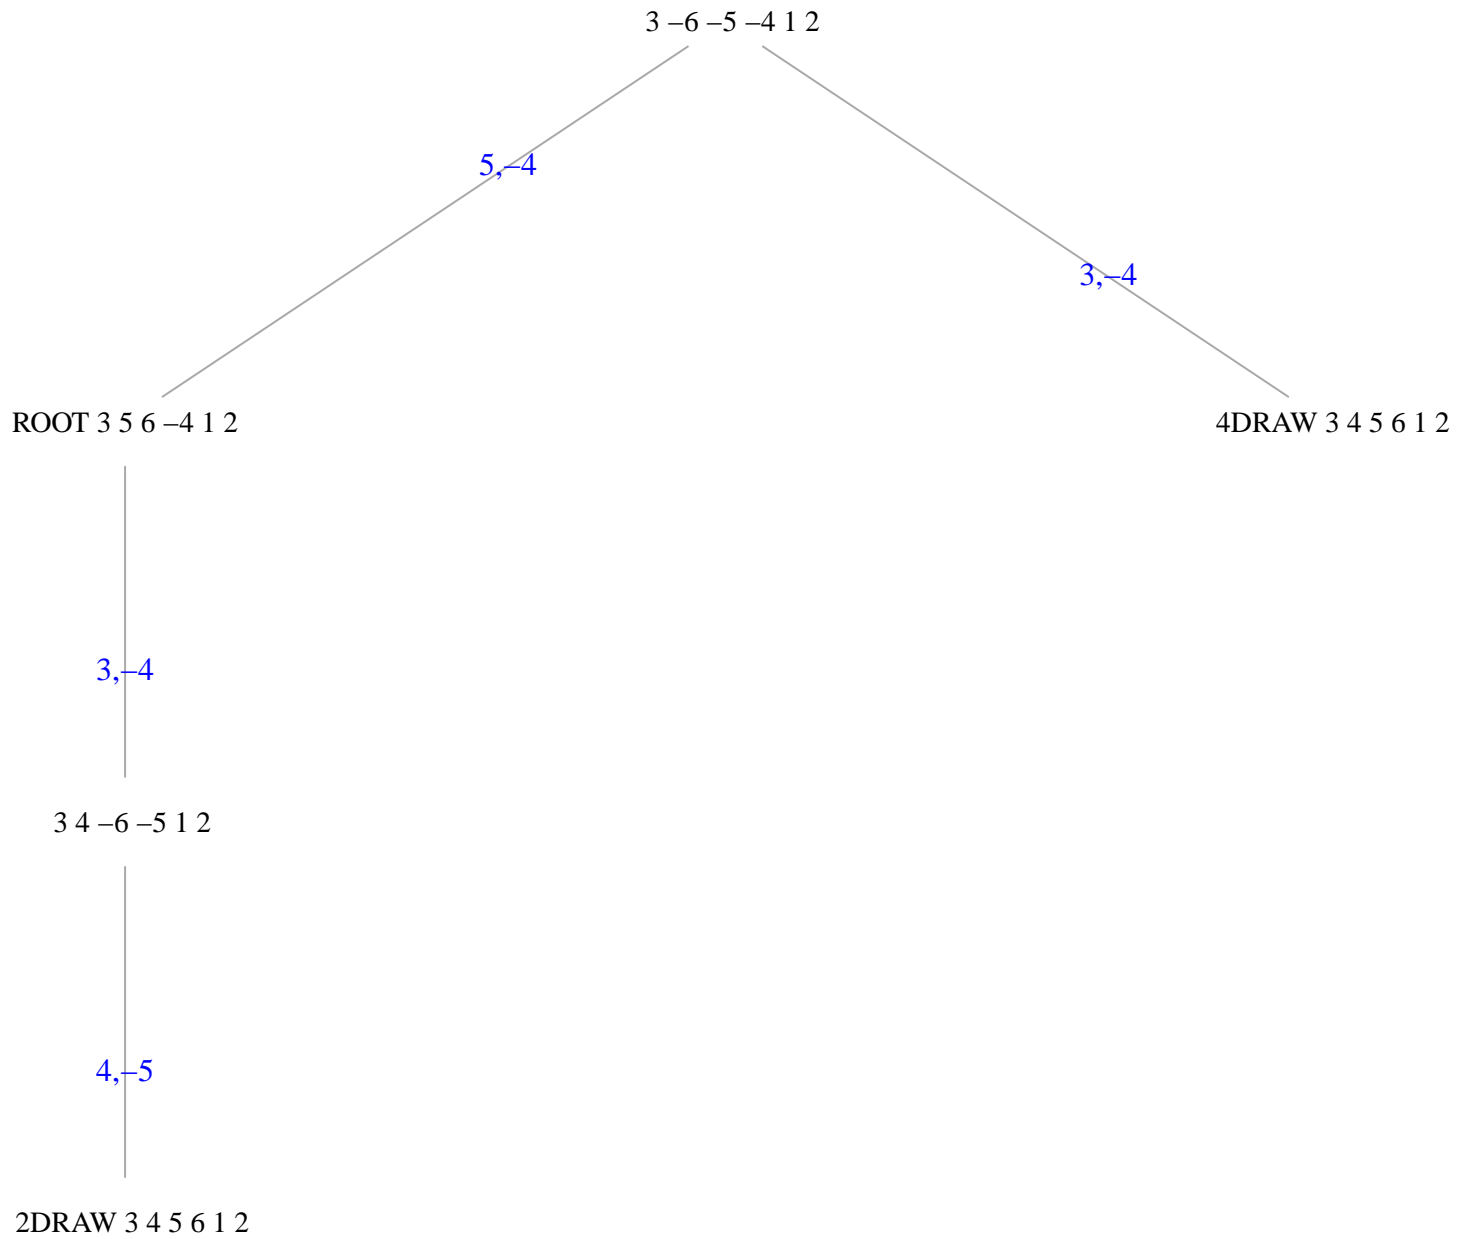 3 –6 –5 –4 1 2
5,–4
3,–4
ROOT 3 5 6 –4 1 2
4DRAW 3 4 5 6 1 2
3,–4
3 4 –6 –5 1 2
4,–5
2DRAW 3 4 5 6 1 2